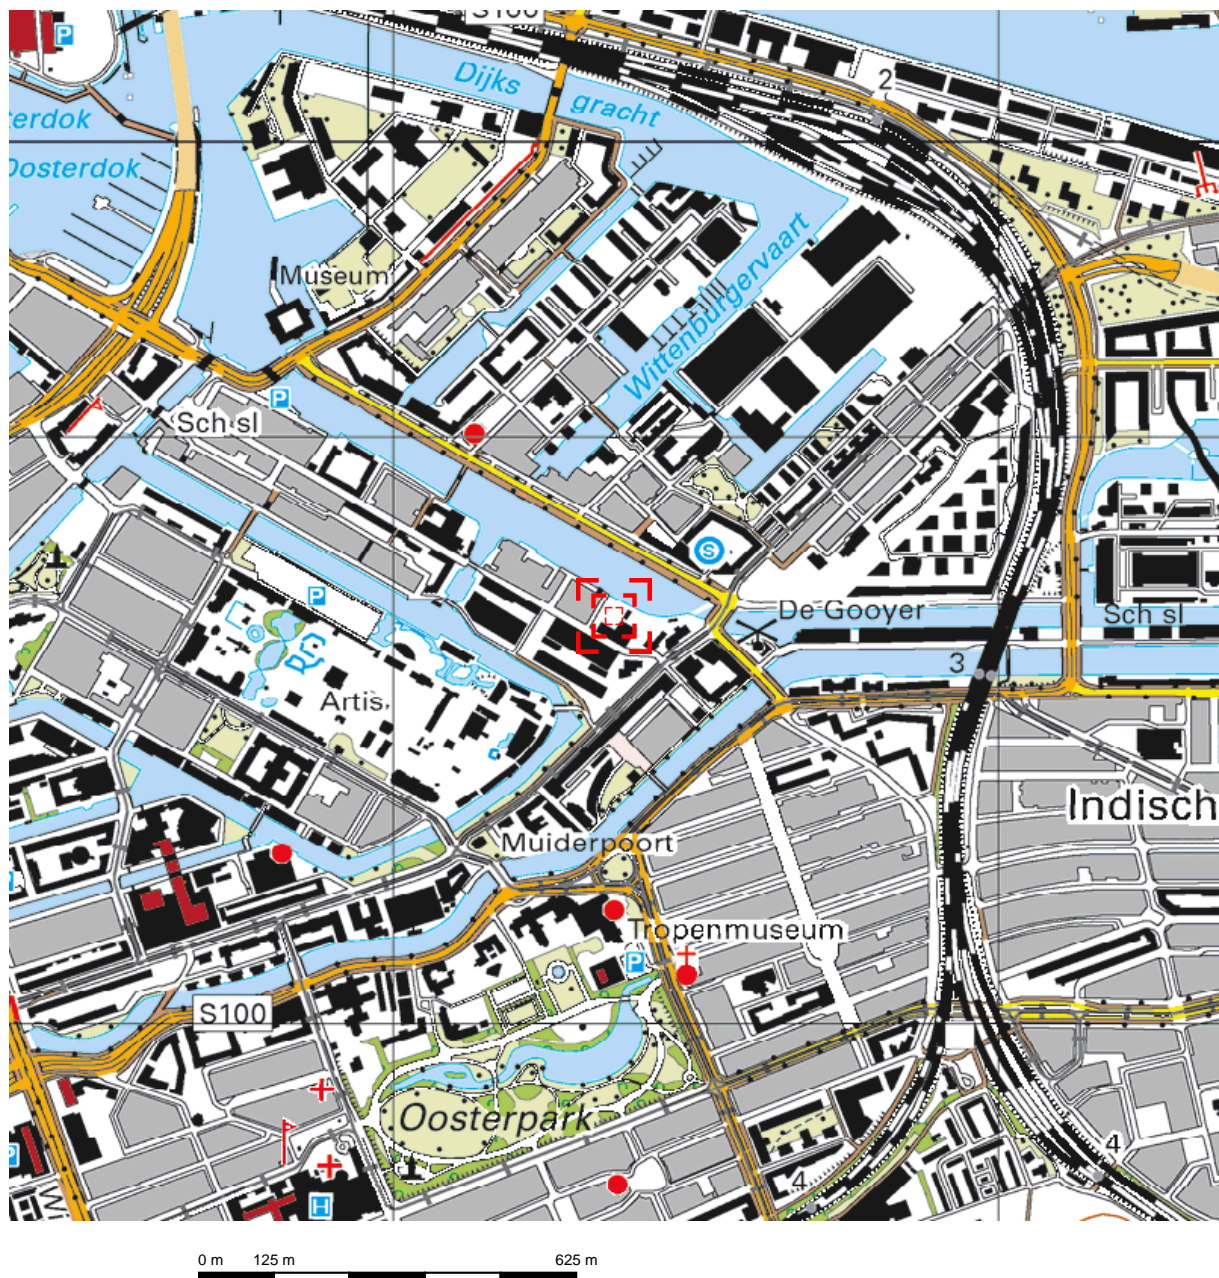 S100
P
Dijks
gracht
2
erdok
Oosterdok
Museum
Wittenburgervaart
P
Sch sl
S
De Gooyer
Sch sl
P
3
Artis
Indisch
Muiderpoort
Tropenmuseum
P
S100
Oosterpark
4
4
P
H
0 m 125 m 625 m